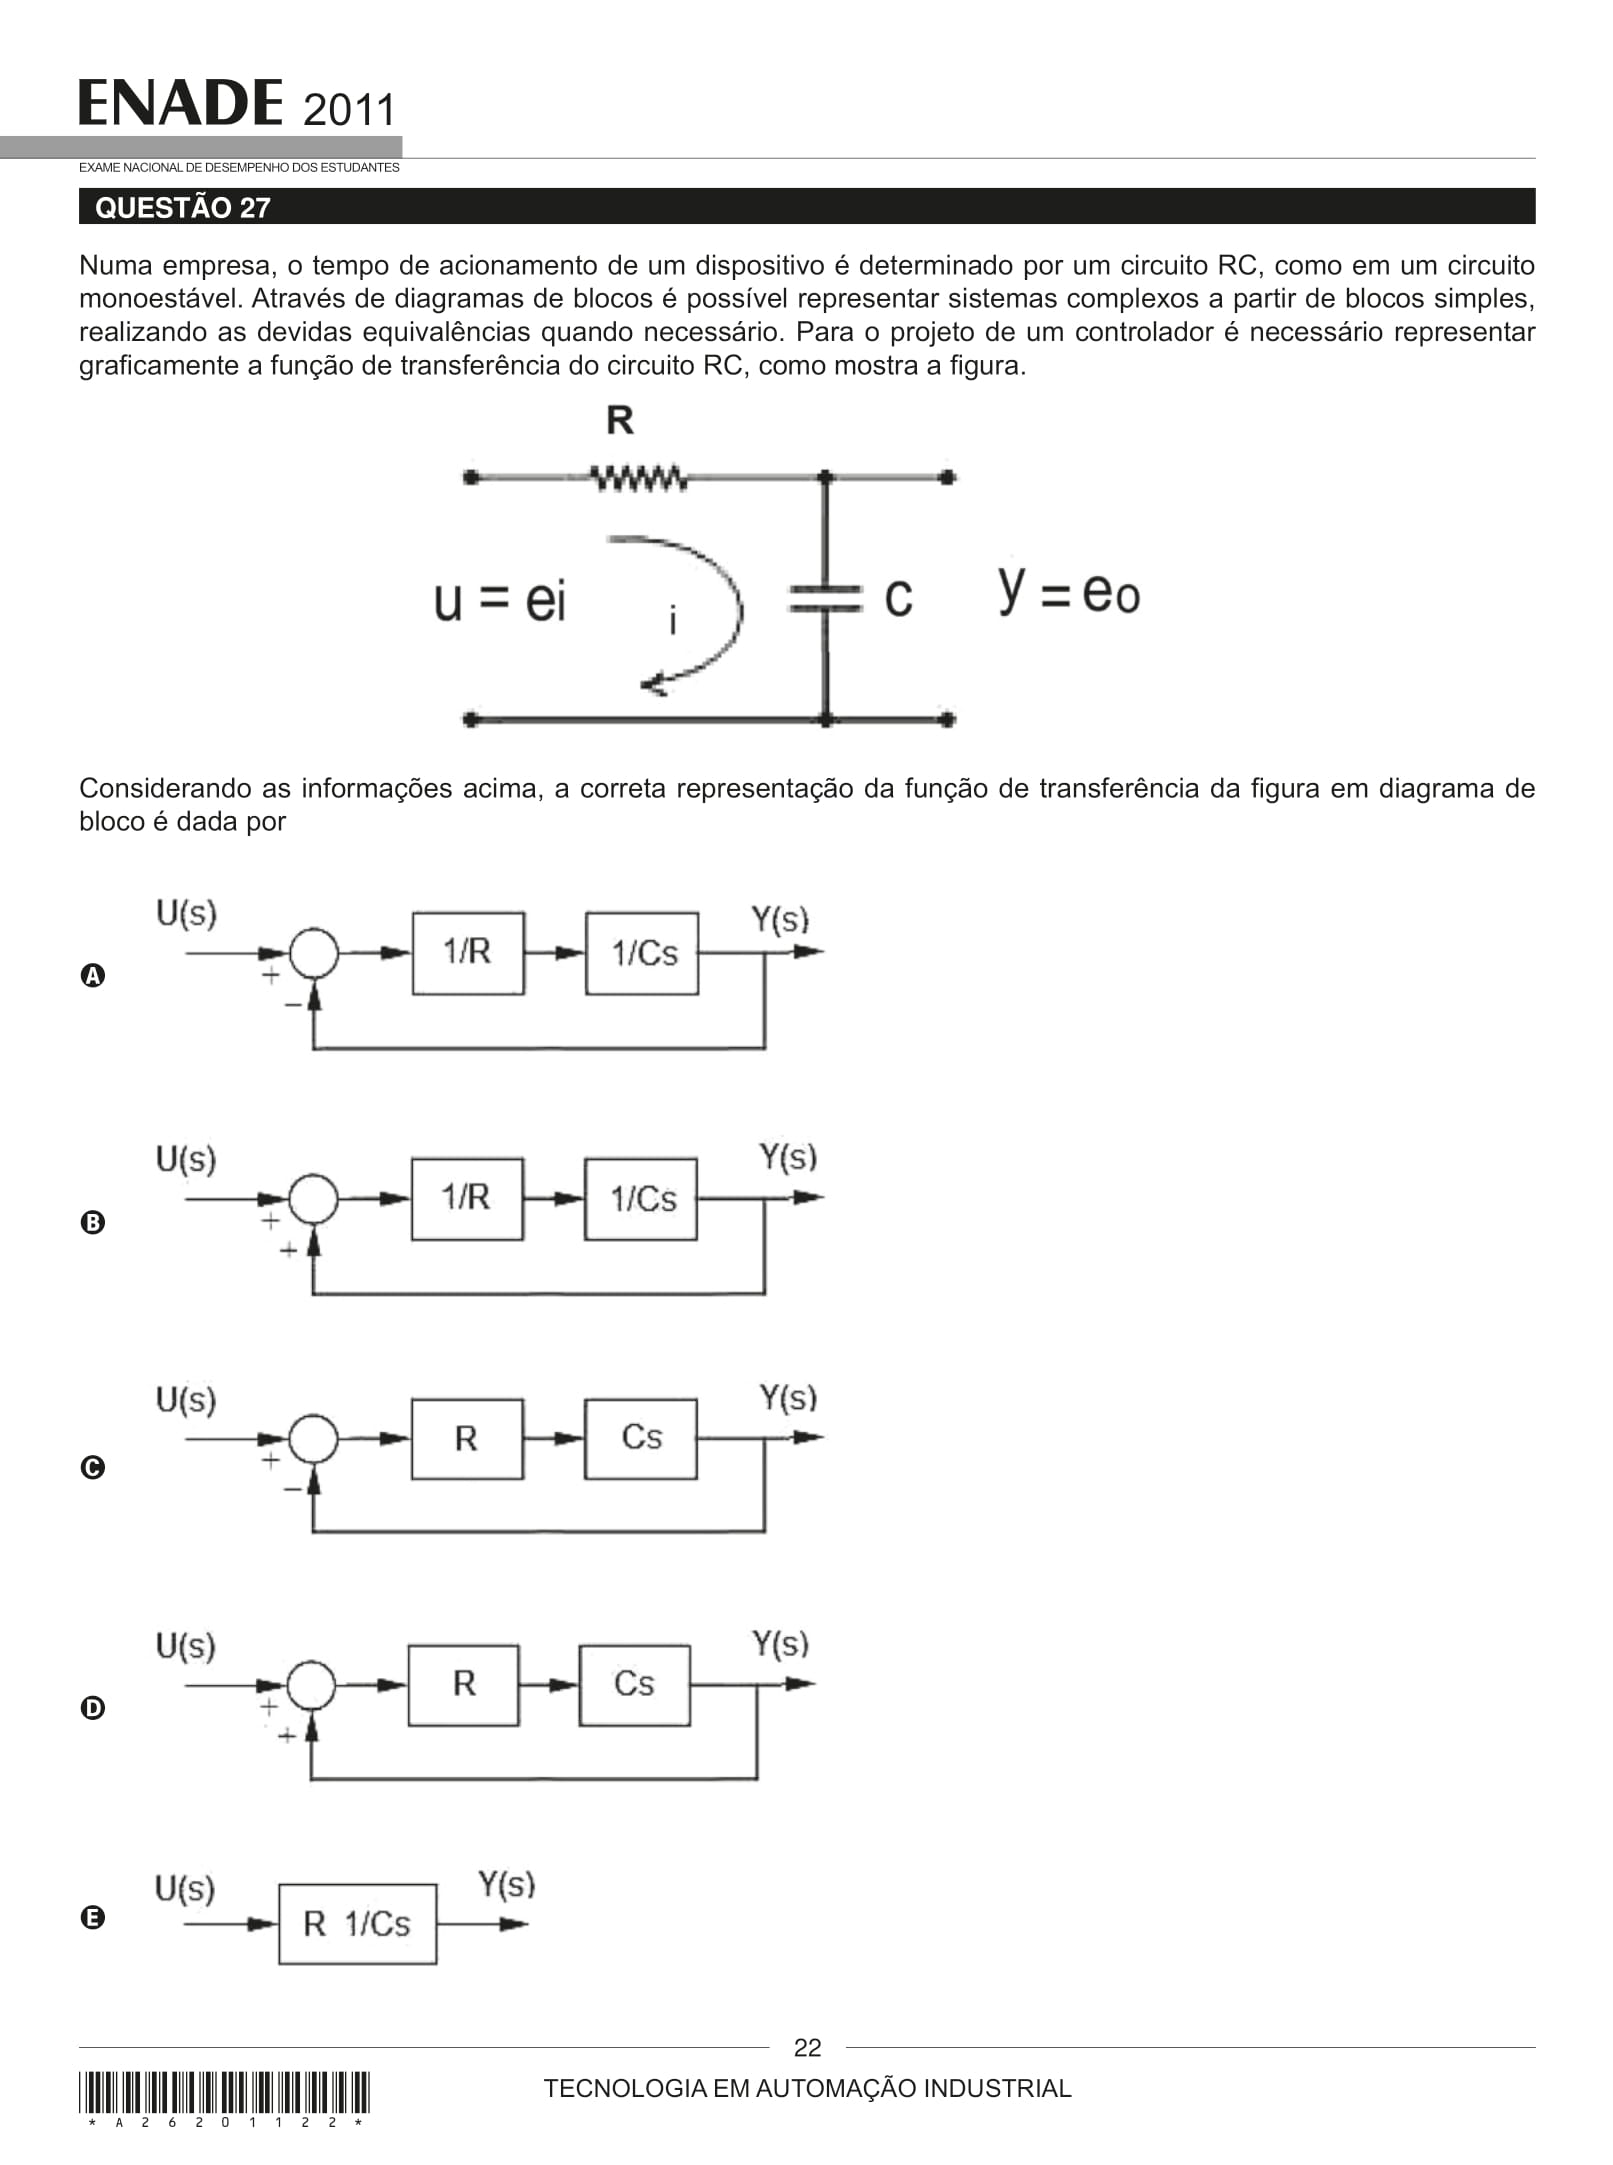 ENADE 2011
EXAME NACIONAL DE DESEMPENHO DOS ESTUDANTES
QUESTÃO 27
Numa empresa, o tempo de acionamento de um dispositivo é determinado por um circuito RC, como em um circuito
monoestável. Através de diagramas de blocos é possível representar sistemas complexos a partir de blocos simples,
realizando as devidas equivalências quando necessário. Para o projeto de um controlador é necessário representar
graficamente a função de transferência do circuito RC, como mostra a figura.
R
u = ei
i
c
y = eo
Considerando as informações acima, a correta representação da função de transferência da figura em diagrama de
bloco é dada por
A
U(s)
+
−
1/R
1/Cs
Y(s)
B
U(s)
+
+
1/R
1/Cs
Y(s)
C
U(s)
+
−
R
Cs
Y(s)
D
U(s)
+
+
R
Cs
Y(s)
E
U(s)
R 1/Cs
Y(s)
22
TECNOLOGIA EM AUTOMAÇÃO INDUSTRIAL
* A 2 6 2 0 1 1 2 2 *